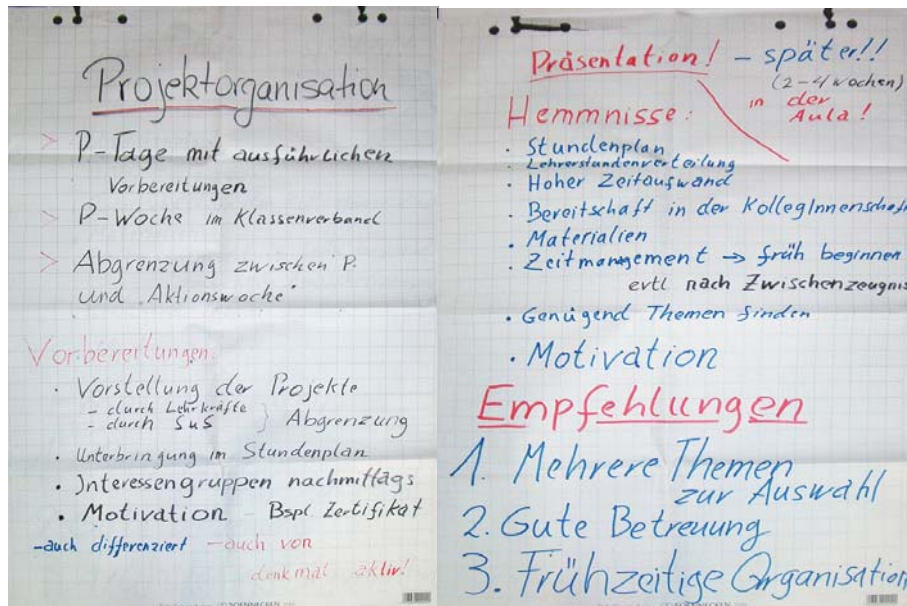 Projektorganisation
> P.-Tage mit ausführlichen
Vorbereitungen
> P-Woche im Klassenverband
> Abgrenzung zwischen P.
und "Aktionswoche"
Vorbereitungen:
· Vorstellung der Projekte
- durch Lehrkräfte
- durch SuS } Abgrenzung
· Unterbringung im Stundenplan
· Interessengruppen nachmittags
· Motivation - Bspl. Zertifikat
-auch differenziert -auch von
denkmal aktiv!
Präsentation! - später!!
(2-4 Wochen)
in der
Aula!
Hemmnisse:
· Stundenplan
· Lehrerstundenverteilung
· Hoher Zeitauswand
· Bereitschaft in der KollegInnenschaf
· Materialien
· Zeitmangement → früh beginnen
evtl nach Zwischenzeugnis
· Genügend Themen finden
· Motivation
Empfehlungen
1. Mehrere Themen
zur Auswahl
2. Gute Betreuung
3. Frühzeitige Organisation